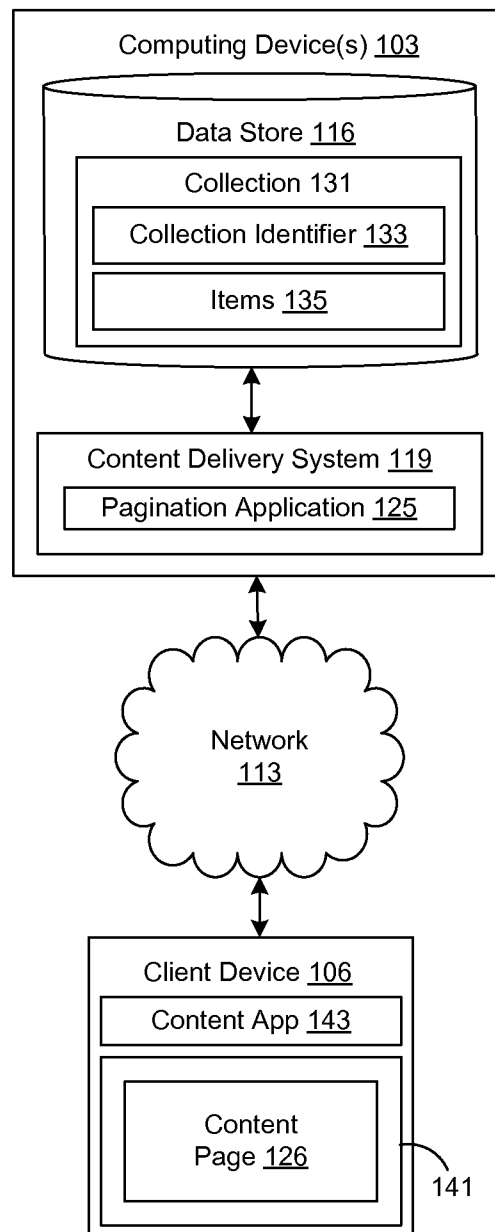 Computing Device(s) 103
Data Store 116
Collection 131
Collection Identifier 133
Items 135
Content Delivery System 119
Pagination Application 125
Network
113
Client Device 106
Content App 143
Content
Page 126
141